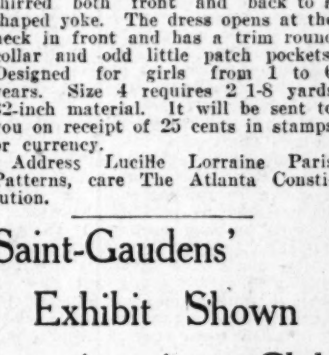 shirred both front and back to a
shaped yoke. The dress opens at the
neck in front and has a trim round
collar and odd little patch pockets.
Designed for girls from 1 to 6
years. Size 4 requires 2 1-8 yards
32-inch material. It will be sent to
you on receipt of 25 cents in stamps
or currency.
Address Lucille Lorraine Paris
Patterns, care The Atlanta Consti-
tution.
Saint-Gaudens'
Exhibit Shown